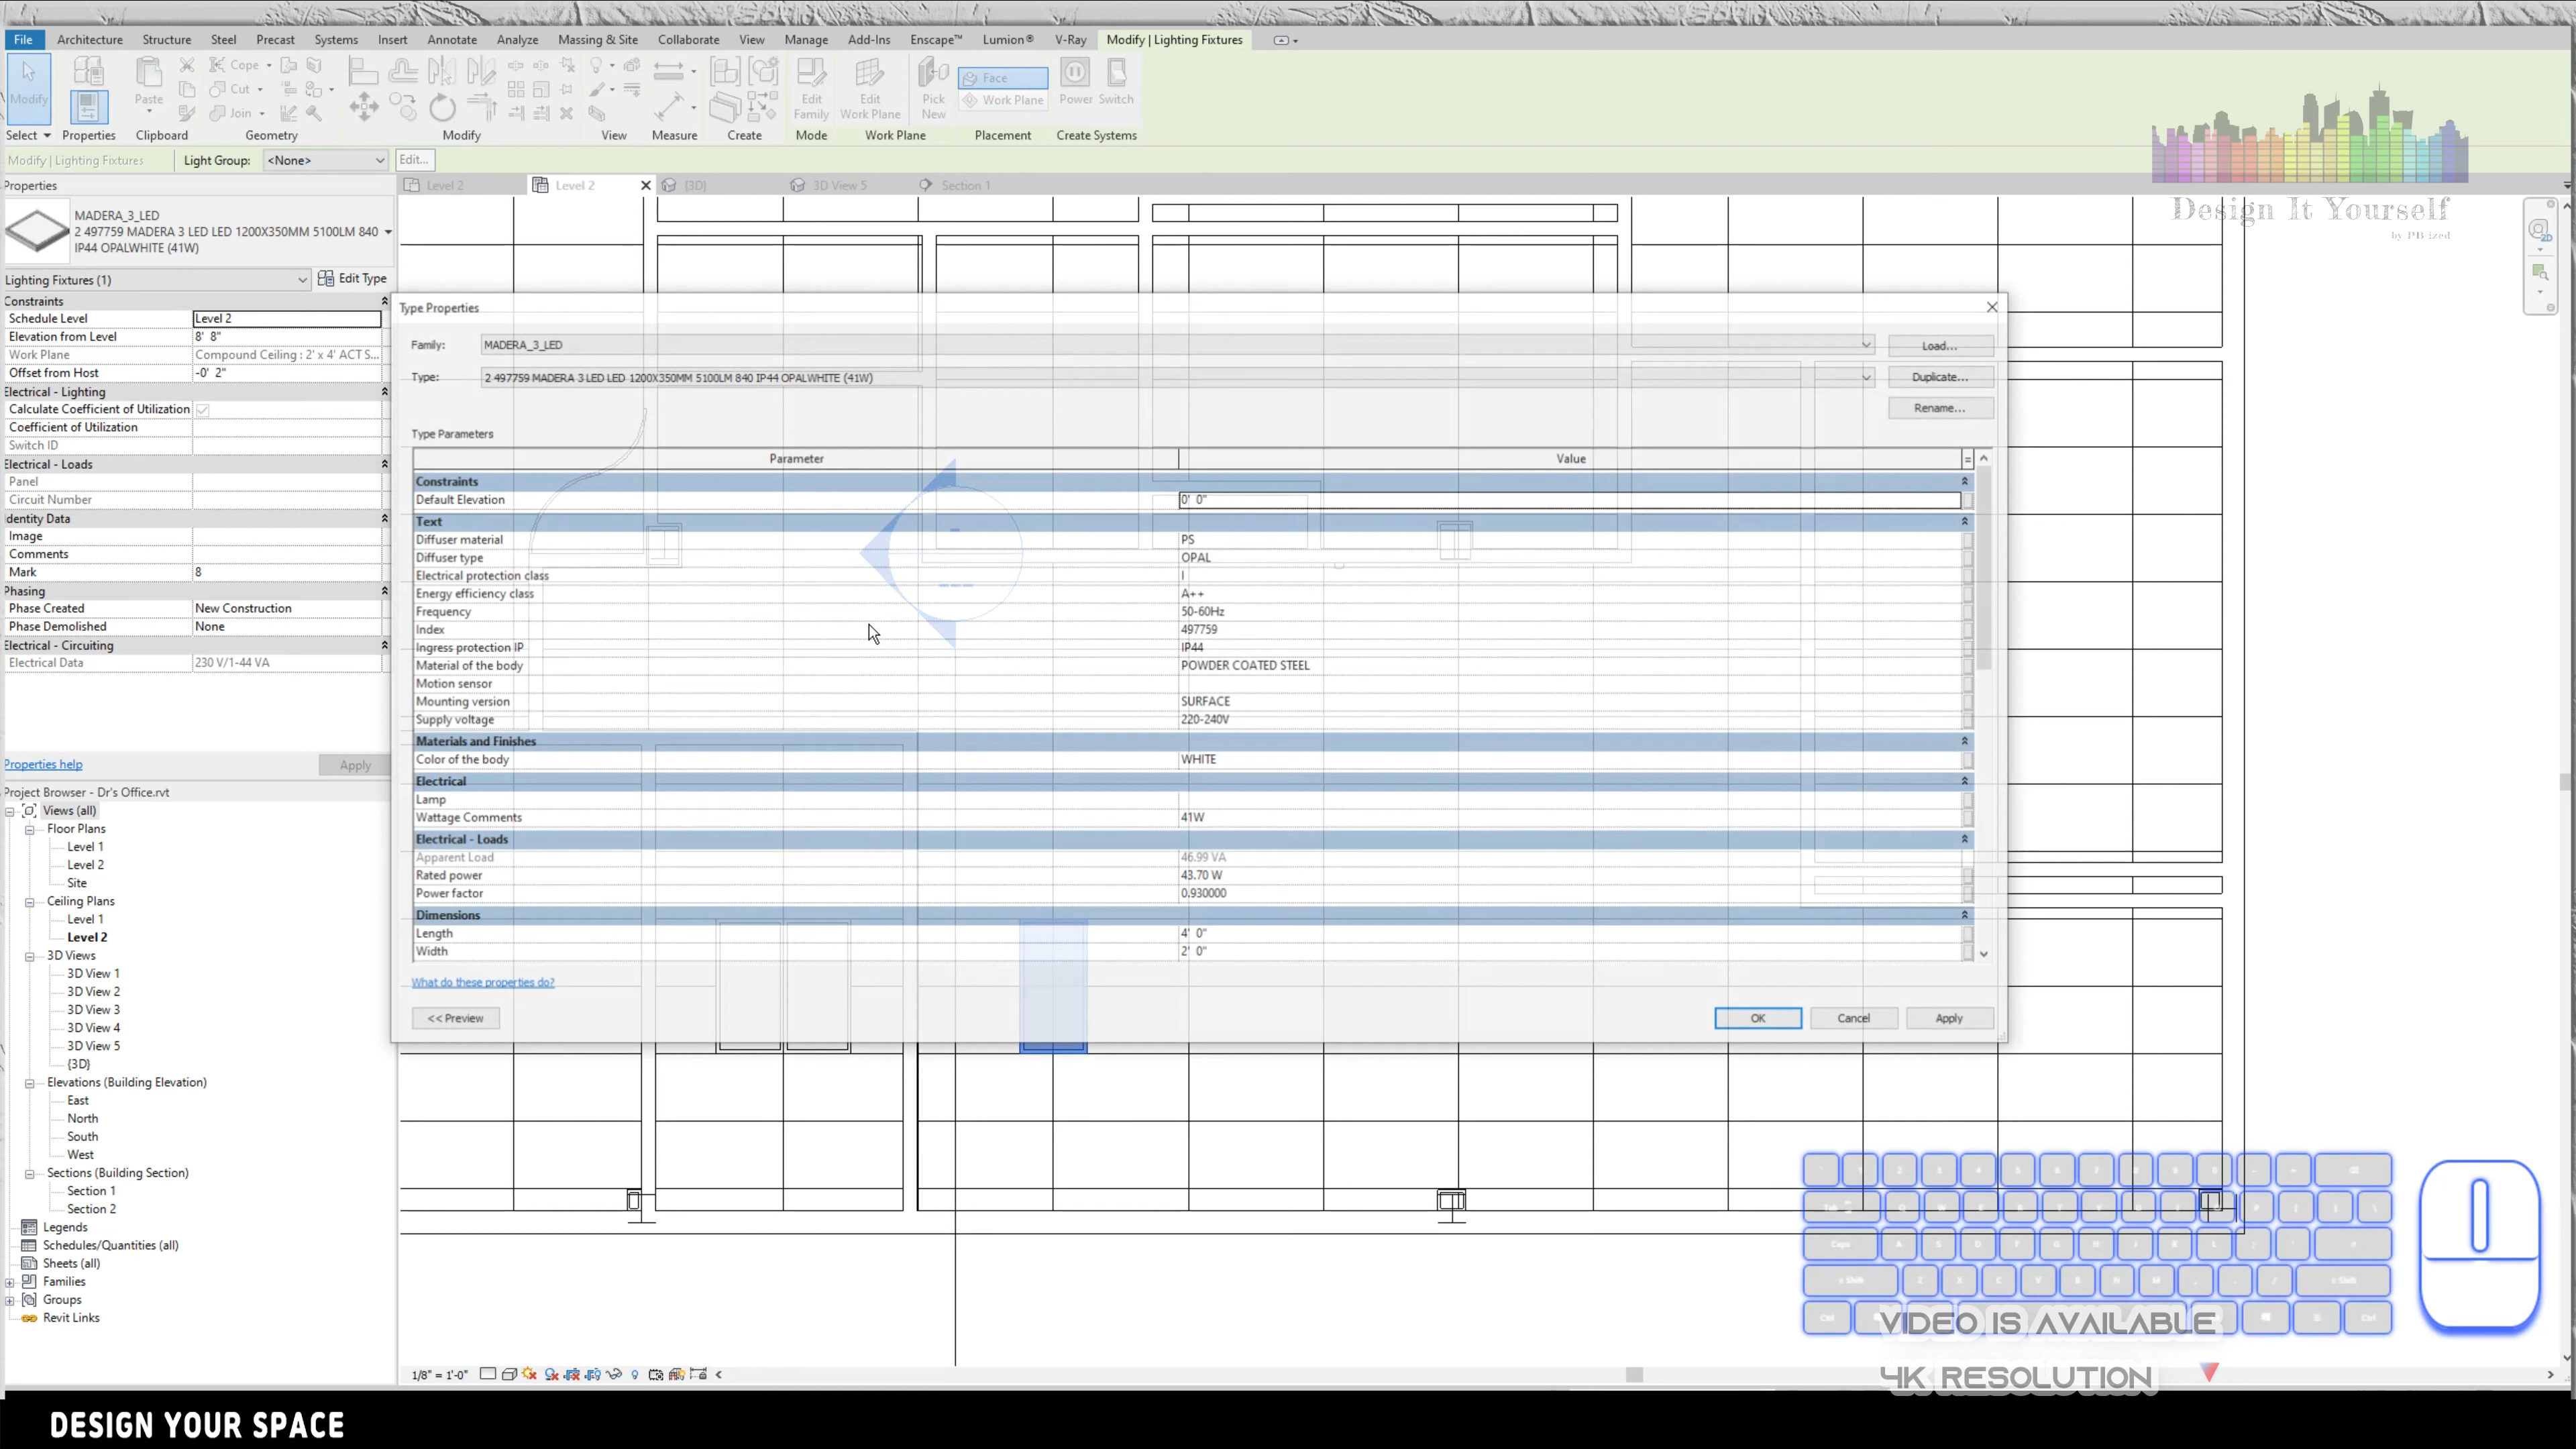 File Architecture Structure Steel Precast Systems Insert Annotate Analyze Massing & Site Collaborate View Manage Add-Ins Enscape™ Lumion® V-Ray Modify | Lighting Fixtures
Modify Paste Cope Cut Join Edit Family Edit Work Plane Pick New Face Work Plane Power Switch
Select Properties Clipboard Geometry Modify View Measure Create Mode Work Plane Placement Create Systems
Modify | Lighting Fixtures Light Group: <None> Edit...
Properties
Level 2 Level 2 {3D} 3D View 5 Section 1
Design It Yourself
by PB ized
2D
MADERA_3_LED
2 497759 MADERA 3 LED LED 1200X350MM 5100LM 840
IP44 OPALWHITE (41W)
Lighting Fixtures (1) Edit Type
Constraints
Schedule Level Level 2
Elevation from Level 8' 8"
Work Plane Compound Ceiling : 2' x 4' ACT S...
Offset from Host -0' 2"
Electrical - Lighting
Calculate Coefficient of Utilization
Coefficient of Utilization
Switch ID
Electrical - Loads
Panel
Circuit Number
Identity Data
Image
Comments
Mark 8
Phasing
Phase Created New Construction
Phase Demolished None
Electrical - Circuiting
Electrical Data 230 V/1-44 VA
Properties help Apply
Project Browser - Dr's Office.rvt
Views (all)
Floor Plans
Level 1
Level 2
Site
Ceiling Plans
Level 1
Level 2
3D Views
3D View 1
3D View 2
3D View 3
3D View 4
3D View 5
{3D}
Elevations (Building Elevation)
East
North
South
West
Sections (Building Section)
Section 1
Section 2
Legends
Schedules/Quantities (all)
Sheets (all)
Families
Groups
Revit Links
Type Properties
Family: MADERA_3_LED Load...
Type: 2 497759 MADERA 3 LED LED 1200X350MM 5100LM 840 IP44 OPALWHITE (41W) Duplicate...
Rename...
Type Parameters
Parameter Value =
Constraints
Default Elevation 0' 0"
Text
Diffuser material PS
Diffuser type OPAL
Electrical protection class I
Energy efficiency class A++
Frequency 50-60Hz
Index 497759
Ingress protection IP IP44
Material of the body POWDER COATED STEEL
Motion sensor
Mounting version SURFACE
Supply voltage 220-240V
Materials and Finishes
Color of the body WHITE
Electrical
Lamp
Wattage Comments 41W
Electrical - Loads
Apparent Load 46.99 VA
Rated power 43.70 W
Power factor 0.930000
Dimensions
Length 4' 0"
Width 2' 0"
What do these properties do?
<< Preview OK Cancel Apply
1/8" = 1'-0"
VIDEO IS AVAILABLE
4K RESOLUTION
DESIGN YOUR SPACE